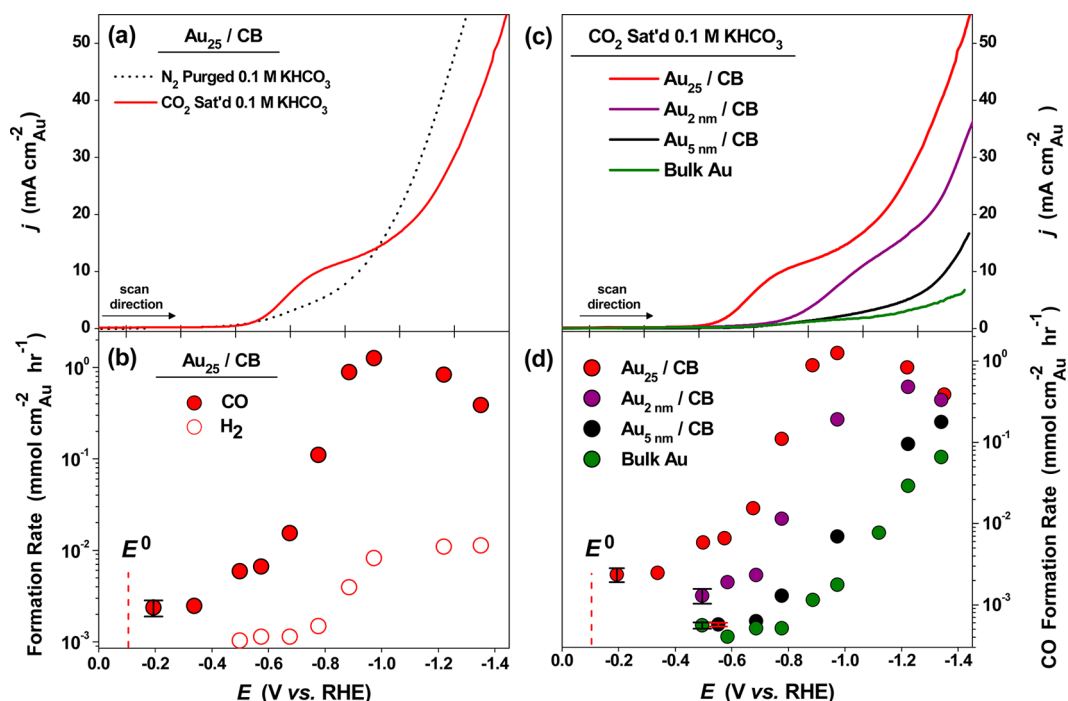 (a)
Au25 / CB
N2 Purged 0.1 M KHCO3
CO2 Sat'd 0.1 M KHCO3
scan
direction
j (mA cm-2Au)
50
40
30
20
10
0
(c)
CO2 Sat'd 0.1 M KHCO3
Au25 / CB
Au2 nm / CB
Au5 nm / CB
Bulk Au
scan
direction
j (mA cm-2Au)
50
40
30
20
10
0
(b)
Au25 / CB
CO
H2
E0
Formation Rate (mmol cm-2Au hr-1)
100
10-1
10-2
10-3
0.0 -0.2 -0.4 -0.6 -0.8 -1.0 -1.2 -1.4
E (V vs. RHE)
(d)
Au25 / CB
Au2 nm / CB
Au5 nm / CB
Bulk Au
E0
CO Formation Rate (mmol cm-2Au hr-1)
100
10-1
10-2
10-3
0.0 -0.2 -0.4 -0.6 -0.8 -1.0 -1.2 -1.4
E (V vs. RHE)